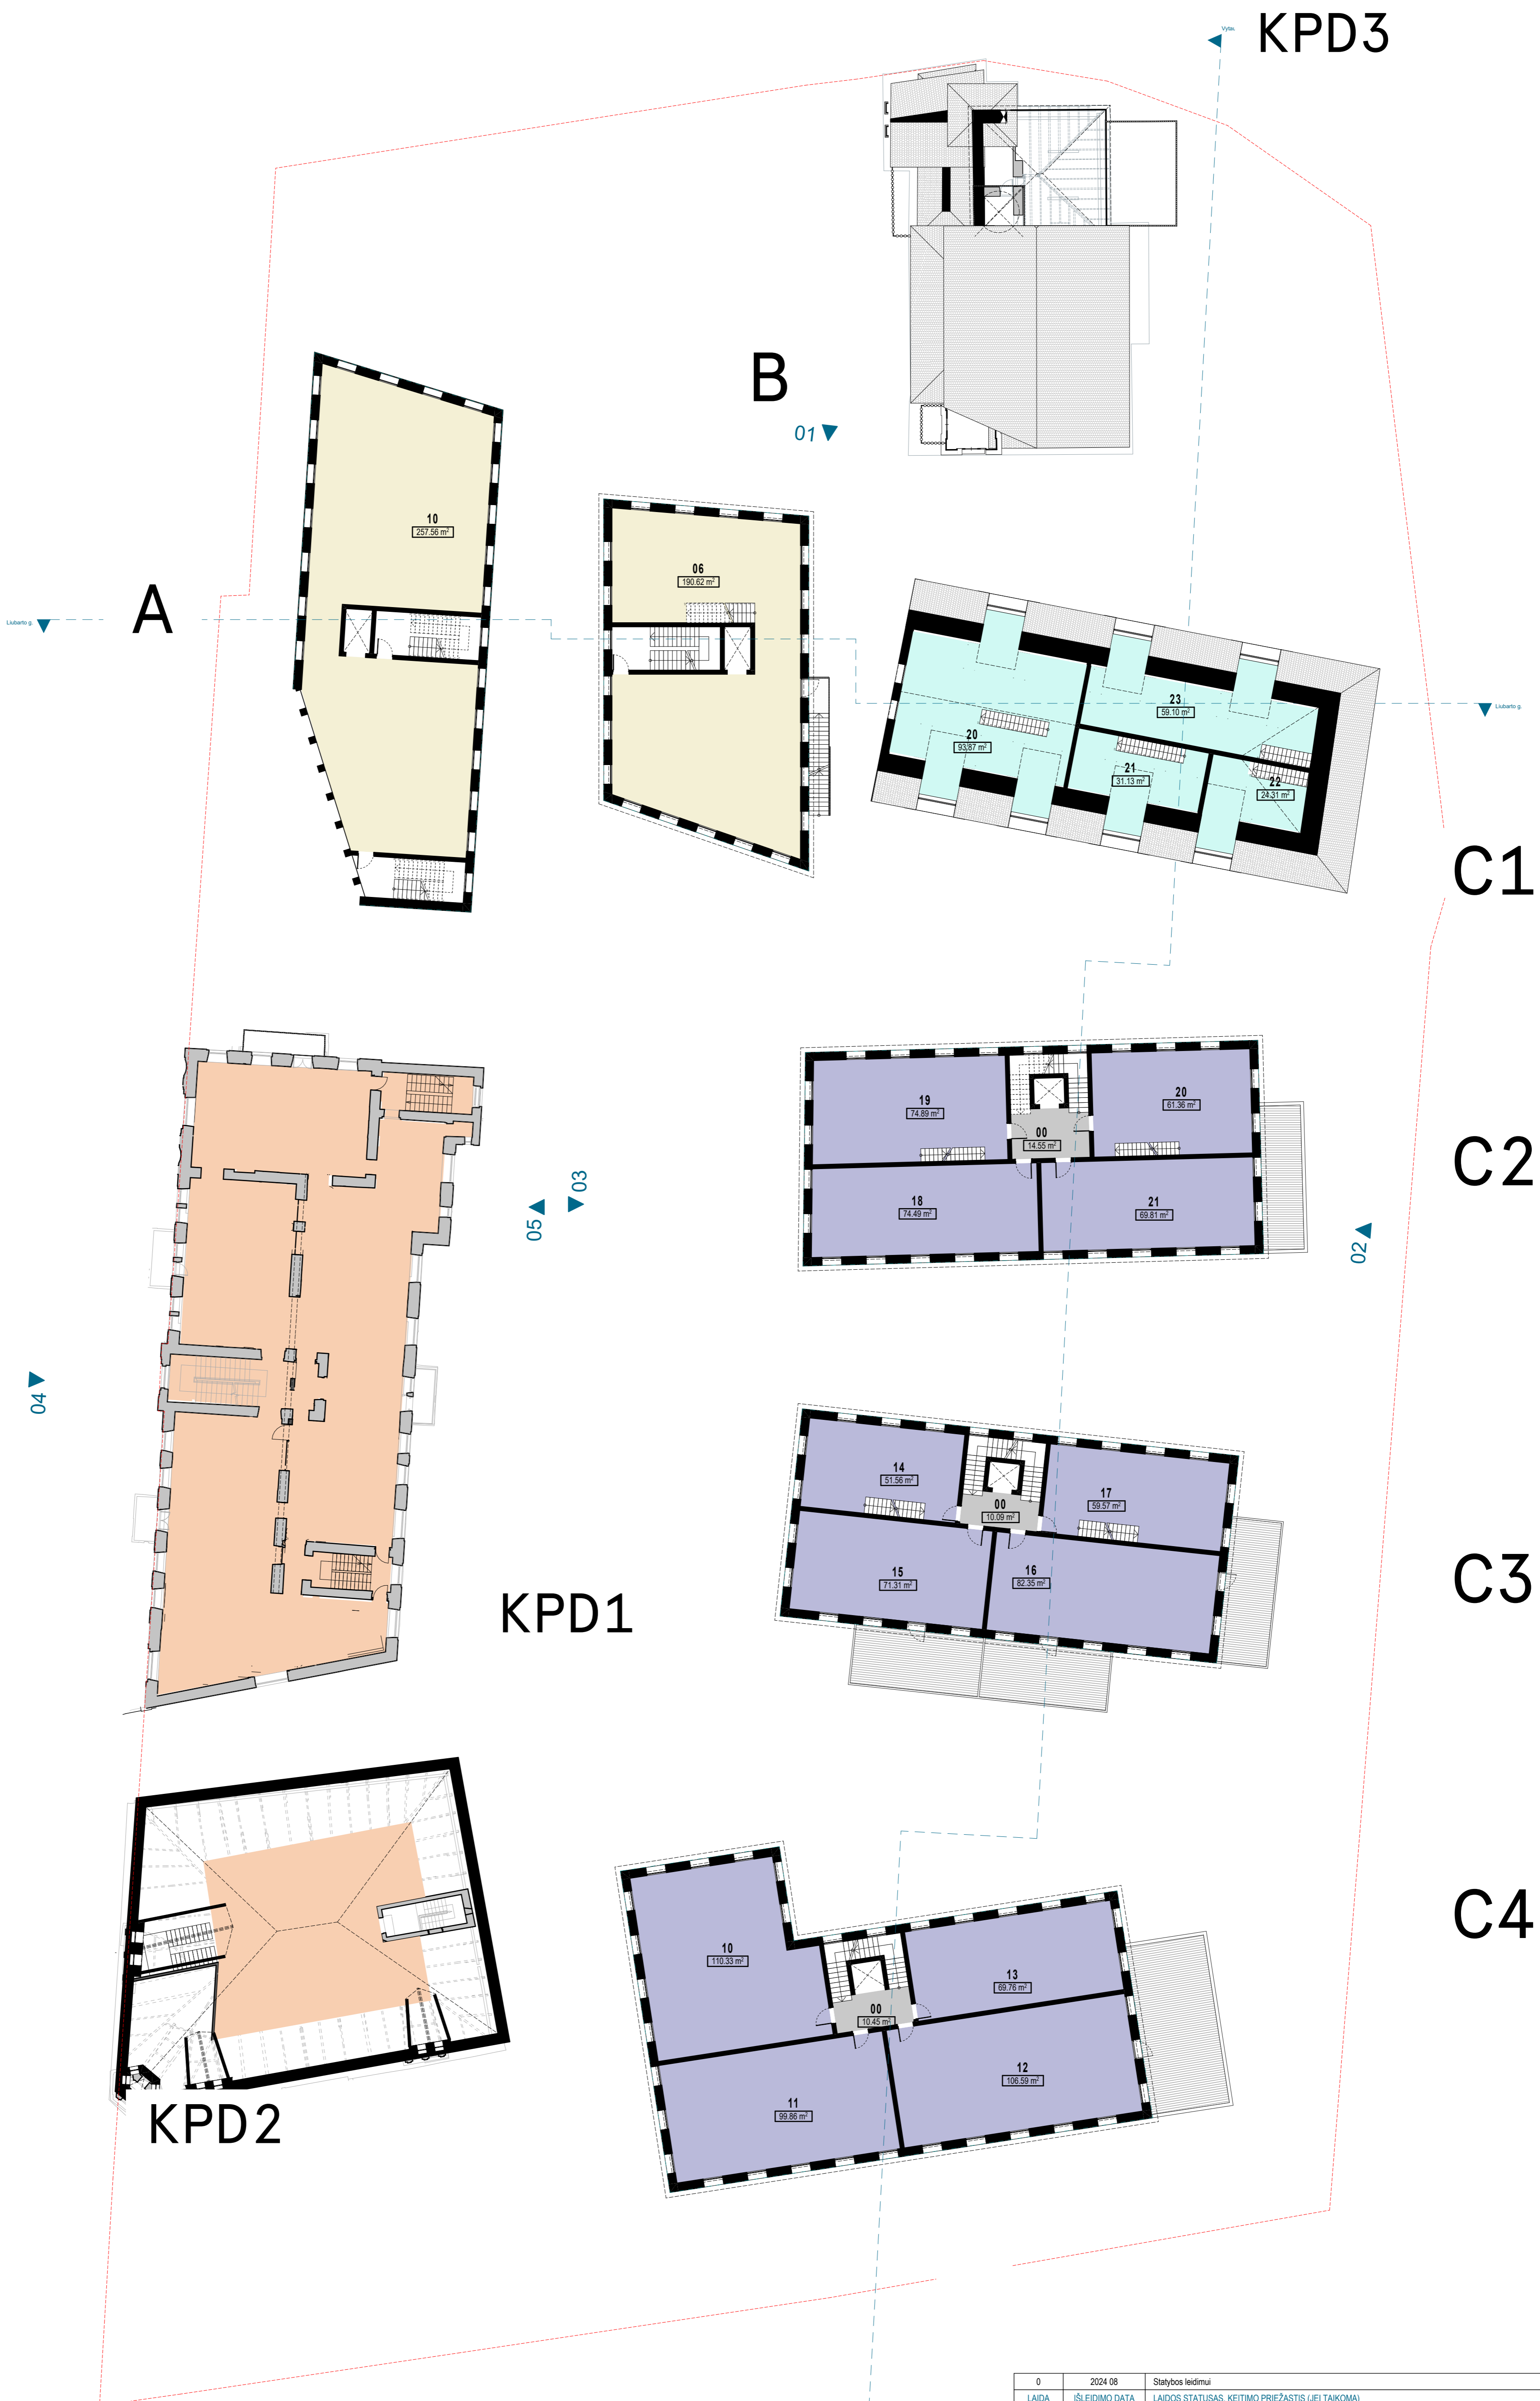 KPD3
Vytau
B
01
10
257.56 m²
06
190.62 m²
A
Liubarto g.
23
59.10 m²
20
93.87 m²
21
31.13 m²
22
24.31 m²
Liubarto g.
C1
19
74.89 m²
20
61.36 m²
00
14.55 m²
18
74.49 m²
21
69.81 m²
C2
05
03
02
04
14
51.56 m²
17
59.57 m²
00
10.09 m²
15
71.31 m²
16
82.35 m²
C3
KPD1
10
110.33 m²
13
69.76 m²
00
10.45 m²
12
106.59 m²
11
99.86 m²
C4
KPD2
0 2024 08 Statybos leidimui
LAIDA IŠLEIDIMO DATA LAIDOS STATUSAS, KEITIMO PRIEŽASTIS (JEI TAIKOMA)